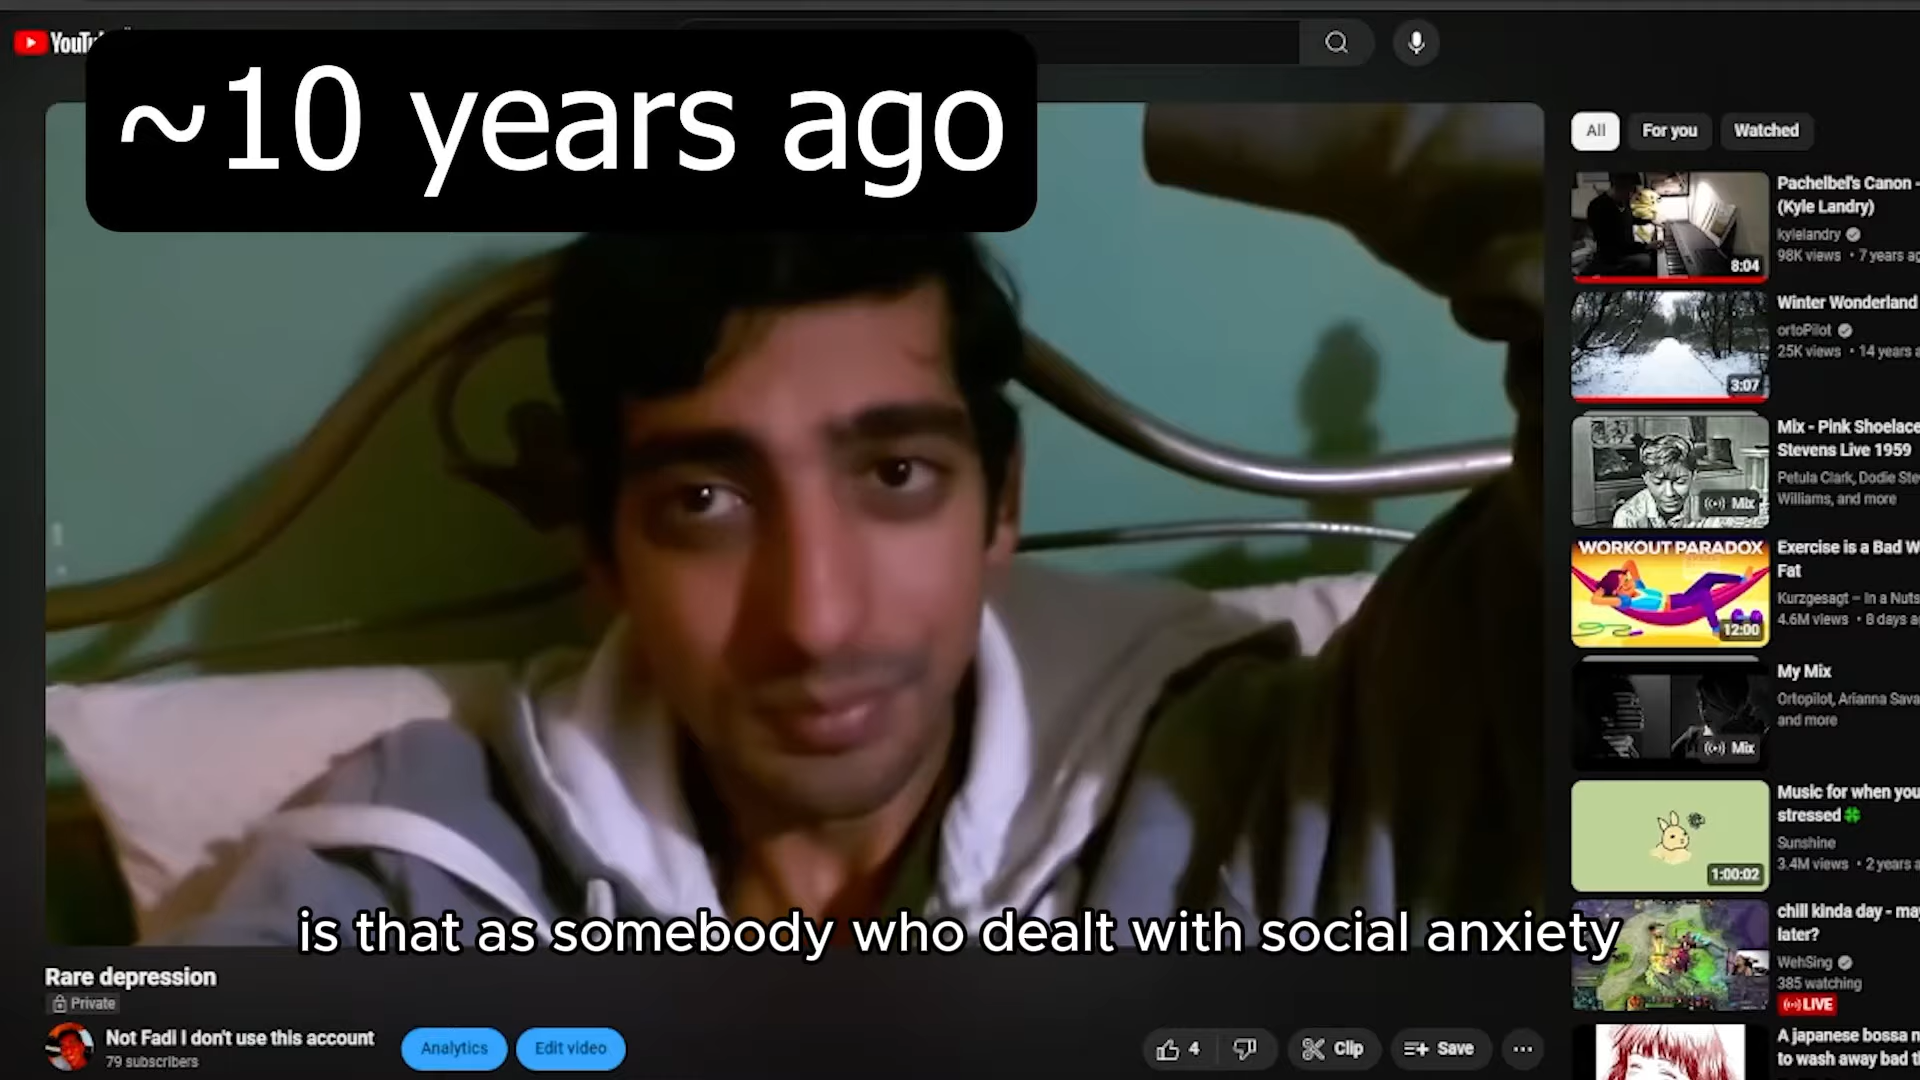 ~10 years ago
All
For you
Watched
Pachelbel's Canon -
(Kyle Landry)
kylelandry
98K views • 7 years ag
8:04
Winter Wonderland
ortoPilot
25K views • 14 years a
3:07
Mix - Pink Shoelace
Stevens Live 1959
Petula Clark, Dodie Ste
Williams, and more
Mix
WORKOUT PARADOX
12:00
Exercise is a Bad W
Fat
Kurzgesagt – In a Nuts
4.6M views • 8 days a
My Mix
Ortopilot, Arianna Sava
and more
Mix
Music for when you
stressed
Sunshine
3.4M views • 2 years a
1:00:02
chill kinda day - ma
later?
WehSing
385 watching
LIVE
A japanese bossa n
to wash away bad t
is that as somebody who dealt with social anxiety
Rare depression
Private
Not Fadl I don't use this account
79 subscribers
Analytics
Edit video
4
Clip
Save